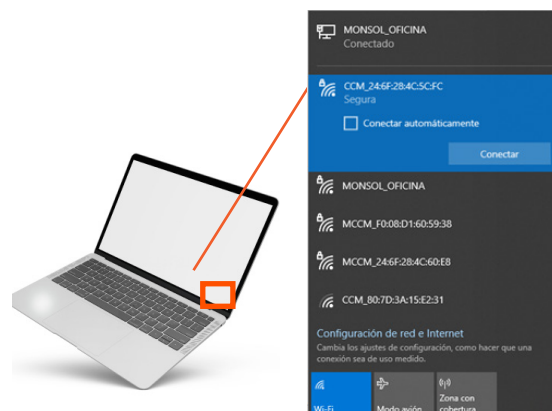 MONSOL_OFICINA
Conectado
CCM_24:6F:28:4C:5C:FC
Segura
Conectar automáticamente
Conectar
MONSOL_OFICINA
MCCM_F0:08:D1:60:59:38
MCCM_24:6F:28:4C:60:E8
CCM_80:7D:3A:15:E2:31
Configuración de red e Internet
Cambia los ajustes de configuración, como hacer que una
conexión sea de uso medido.
Wi-Fi
Modo avión
Zona con
cobertura